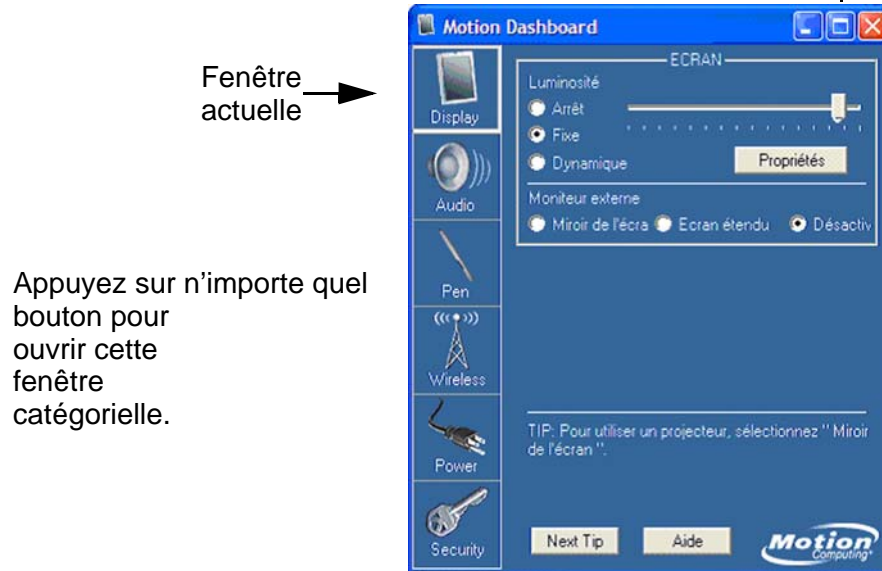 Motion Dashboard
Fenêtre
actuelle
Appuyez sur n’importe quel
bouton pour
ouvrir cette
fenêtre
catégorielle.
Display
Audio
Pen
Wireless
Power
Security
ECRAN
Luminosité
Arrêt
Fixe
Dynamique
Propriétés
Moniteur externe
Miroir de l'écra Ecran étendu Désactiv
TIP: Pour utiliser un projecteur, sélectionnez " Miroir
de l'écran ".
Next Tip Aide
Motion
Computing